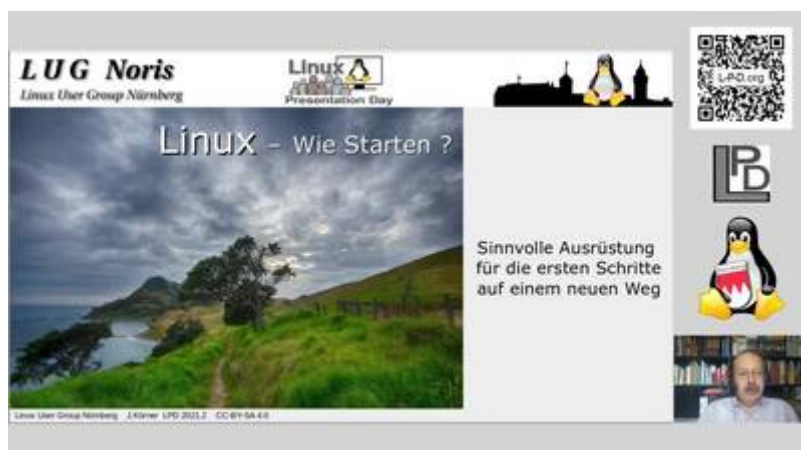 LUG Noris
Linux User Group Nürnberg
Linux
Presentation Day
L-P-D.org
LPD
Linux – Wie Starten ?
Sinnvolle Ausrüstung
für die ersten Schritte
auf einem neuen Weg
Linux User Group Nürnberg J.Körner LPD 2021.2 CC-BY-SA 4.0